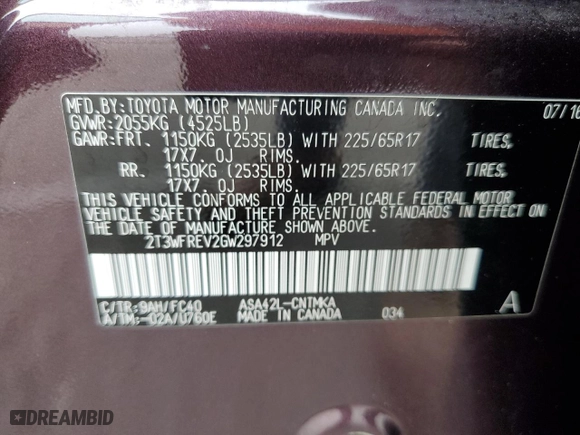 MFD.BY:TOYOTA MOTOR MANUFACTURING CANADA INC. 07/16
GVWR:2055KG (4525LB)
GAWR:FRT. 1150KG (2535LB) WITH 225/65R17 TIRES,
17X7. 0J RIMS.
RR. 1150KG (2535LB) WITH 225/65R17 TIRES,
17X7. 0J RIMS.
THIS VEHICLE CONFORMS TO ALL APPLICABLE FEDERAL MOTOR
VEHICLE SAFETY AND THEFT PREVENTION STANDARDS IN EFFECT ON
THE DATE OF MANUFACTURE SHOWN ABOVE.
2T3WFREV2GW297912 MPV
C/TR:9AH/FC40 ASA42L-CNTMKA A
A/TM:-02A/U760E MADE IN CANADA 034
DREAMBID